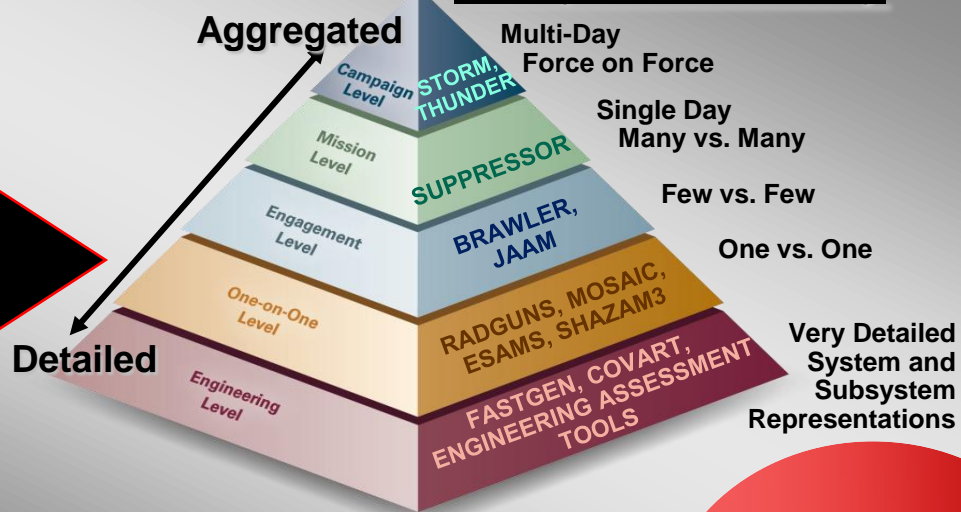 Aggregated
Multi-Day
Force on Force
Campaign
Level
STORM,
THUNDER
Single Day
Many vs. Many
Mission
Level
SUPPRESSOR
Few vs. Few
Engagement
Level
BRAWLER,
JAAM
One vs. One
One-on-One
Level
RADGUNS, MOSAIC,
ESAMS, SHAZAM3
Detailed
Very Detailed
System and
Subsystem
Representations
Engineering
Level
FASTGEN, COVART,
ENGINEERING ASSESSMENT
TOOLS